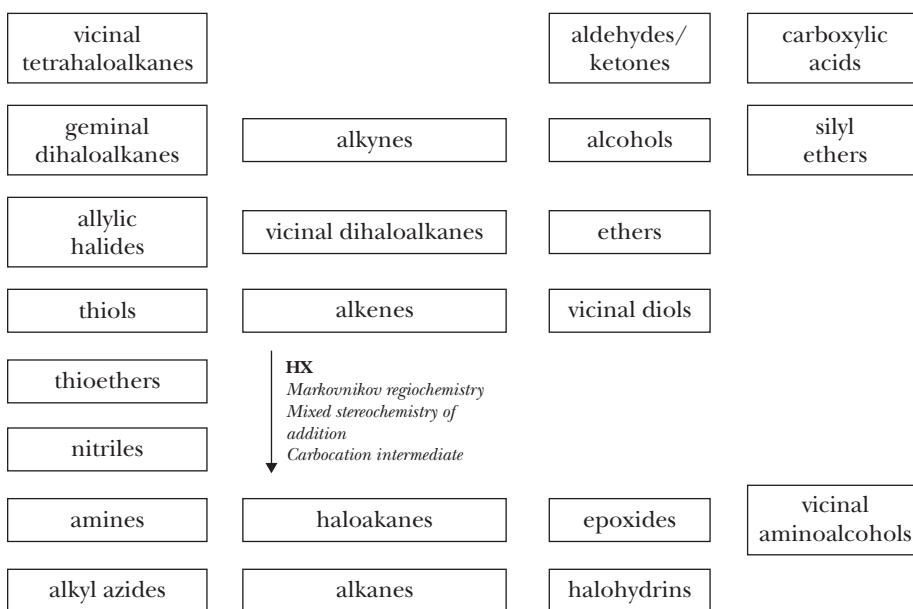 vicinal
tetrahaloalkanes
aldehydes/
ketones
carboxylic
acids
geminal
dihaloalkanes
alkynes
alcohols
silyl
ethers
allylic
halides
vicinal dihaloalkanes
ethers
thiols
alkenes
vicinal diols
thioethers
HX
Markovnikov regiochemistry
Mixed stereochemistry of
addition
Carbocation intermediate
nitriles
amines
haloakanes
epoxides
vicinal
aminoalcohols
alkyl azides
alkanes
halohydrins